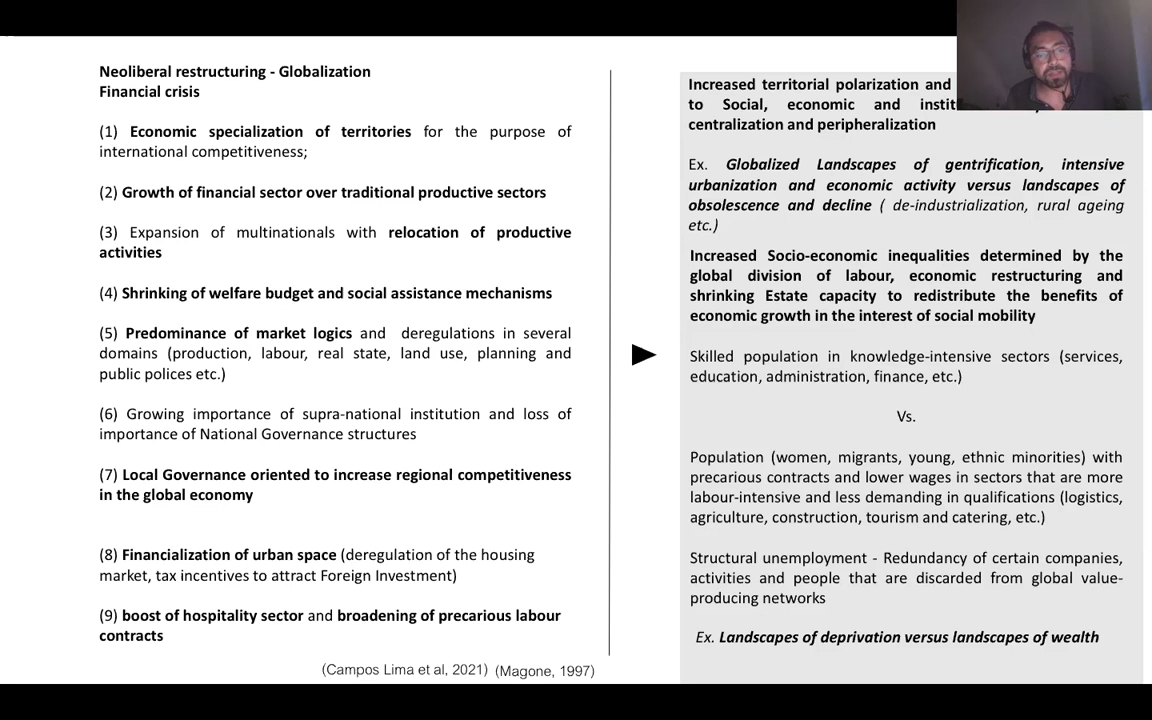 Neoliberal restructuring - Globalization
Financial crisis
(1) Economic specialization of territories for the purpose of
international competitiveness;
(2) Growth of financial sector over traditional productive sectors
(3) Expansion of multinationals with relocation of productive
activities
(4) Shrinking of welfare budget and social assistance mechanisms
(5) Predominance of market logics and deregulations in several
domains (production, labour, real state, land use, planning and
public polices etc.)
(6) Growing importance of supra-national institution and loss of
importance of National Governance structures
(7) Local Governance oriented to increase regional competitiveness
in the global economy
(8) Financialization of urban space (deregulation of the housing
market, tax incentives to attract Foreign Investment)
(9) boost of hospitality sector and broadening of precarious labour
contracts
(Campos Lima et al, 2021) (Magone, 1997)
Increased territorial polarization and
to Social, economic and
centralization and peripheralization
Ex. Globalized Landscapes of gentrification, intensive
urbanization and economic activity versus landscapes of
obsolescence and decline ( de-industrialization, rural ageing
etc.)
Increased Socio-economic inequalities determined by the
global division of labour, economic restructuring and
shrinking Estate capacity to redistribute the benefits of
economic growth in the interest of social mobility
Skilled population in knowledge-intensive sectors (services,
education, administration, finance, etc.)
Vs.
Population (women, migrants, young, ethnic minorities) with
precarious contracts and lower wages in sectors that are more
labour-intensive and less demanding in qualifications (logistics,
agriculture, construction, tourism and catering, etc.)
Structural unemployment - Redundancy of certain companies,
activities and people that are discarded from global value-
producing networks
Ex. Landscapes of deprivation versus landscapes of wealth